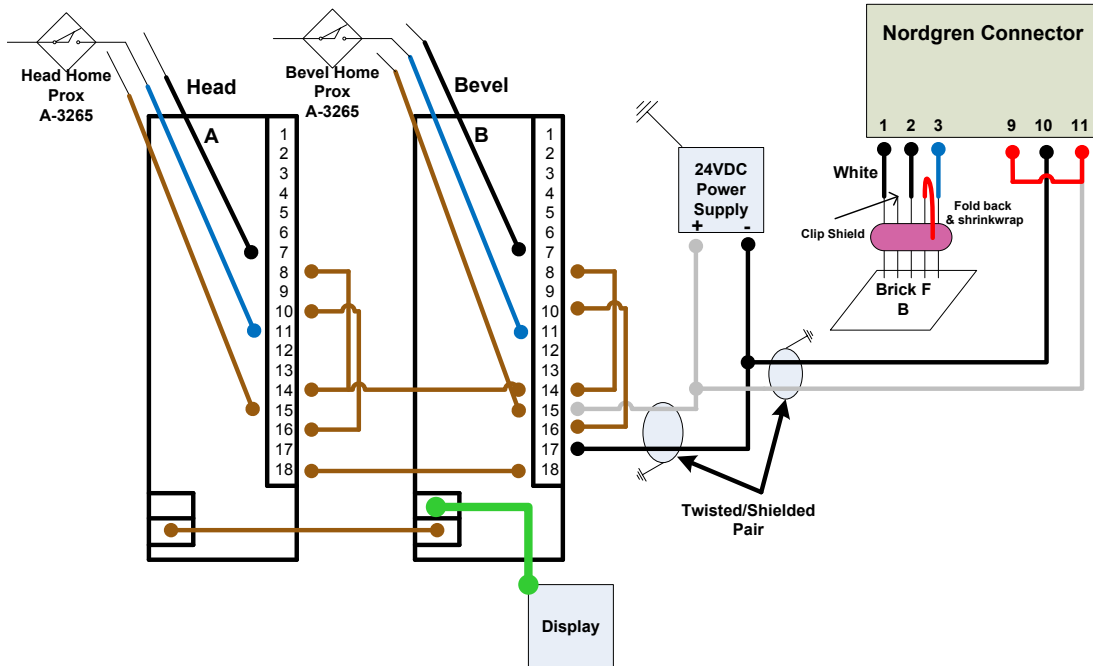 Head Home
Prox
A-3265
Head
A
1
2
3
4
5
6
7
8
9
10
11
12
13
14
15
16
17
18
Bevel Home
Prox
A-3265
Bevel
B
1
2
3
4
5
6
7
8
9
10
11
12
13
14
15
16
17
18
24VDC
Power
Supply
+ -
Nordgren Connector
1 2 3 9 10 11
White
Clip Shield
Fold back
& shrinkwrap
Brick F
B
Twisted/Shielded
Pair
Display